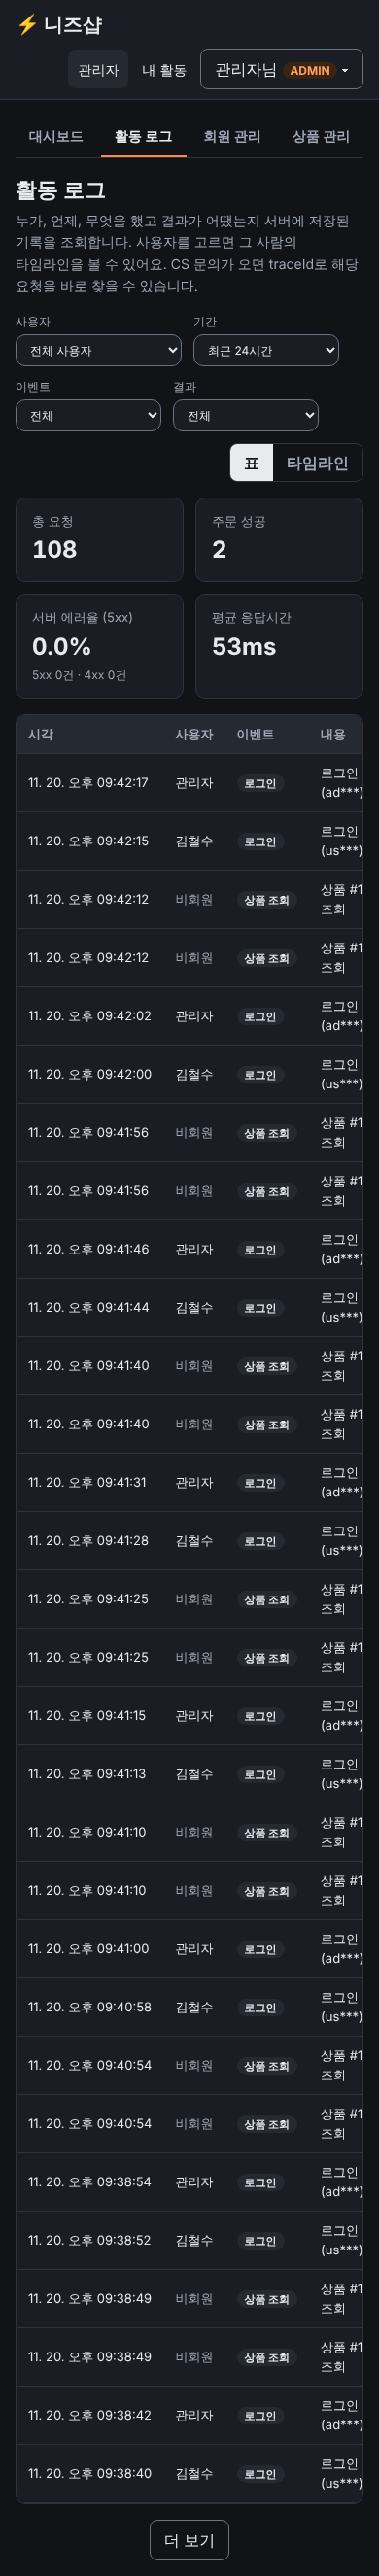 ⚡ 니즈샵
관리자 내 활동 관리자님 ADMIN
대시보드 활동 로그 회원 관리 상품 관리
활동 로그
누가, 언제, 무엇을 했고 결과가 어땠는지 서버에 저장된
기록을 조회합니다. 사용자를 고르면 그 사람의
타임라인을 볼 수 있어요. CS 문의가 오면 traceId로 해당
요청을 바로 찾을 수 있습니다.
사용자 기간
전체 사용자 최근 24시간
이벤트 결과
전체 전체
표 타임라인
총 요청 주문 성공
108 2
서버 에러율 (5xx) 평균 응답시간
0.0% 53ms
5xx 0건 · 4xx 0건
시각 사용자 이벤트 내용
11. 20. 오후 09:42:17 관리자 로그인 로그인
(ad***)
11. 20. 오후 09:42:15 김철수 로그인 로그인
(us***)
11. 20. 오후 09:42:12 비회원 상품 조회 상품 #1
조회
11. 20. 오후 09:42:12 비회원 상품 조회 상품 #1
조회
11. 20. 오후 09:42:02 관리자 로그인 로그인
(ad***)
11. 20. 오후 09:42:00 김철수 로그인 로그인
(us***)
11. 20. 오후 09:41:56 비회원 상품 조회 상품 #1
조회
11. 20. 오후 09:41:56 비회원 상품 조회 상품 #1
조회
11. 20. 오후 09:41:46 관리자 로그인 로그인
(ad***)
11. 20. 오후 09:41:44 김철수 로그인 로그인
(us***)
11. 20. 오후 09:41:40 비회원 상품 조회 상품 #1
조회
11. 20. 오후 09:41:40 비회원 상품 조회 상품 #1
조회
11. 20. 오후 09:41:31 관리자 로그인 로그인
(ad***)
11. 20. 오후 09:41:28 김철수 로그인 로그인
(us***)
11. 20. 오후 09:41:25 비회원 상품 조회 상품 #1
조회
11. 20. 오후 09:41:25 비회원 상품 조회 상품 #1
조회
11. 20. 오후 09:41:15 관리자 로그인 로그인
(ad***)
11. 20. 오후 09:41:13 김철수 로그인 로그인
(us***)
11. 20. 오후 09:41:10 비회원 상품 조회 상품 #1
조회
11. 20. 오후 09:41:10 비회원 상품 조회 상품 #1
조회
11. 20. 오후 09:41:00 관리자 로그인 로그인
(ad***)
11. 20. 오후 09:40:58 김철수 로그인 로그인
(us***)
11. 20. 오후 09:40:54 비회원 상품 조회 상품 #1
조회
11. 20. 오후 09:40:54 비회원 상품 조회 상품 #1
조회
11. 20. 오후 09:38:54 관리자 로그인 로그인
(ad***)
11. 20. 오후 09:38:52 김철수 로그인 로그인
(us***)
11. 20. 오후 09:38:49 비회원 상품 조회 상품 #1
조회
11. 20. 오후 09:38:49 비회원 상품 조회 상품 #1
조회
11. 20. 오후 09:38:42 관리자 로그인 로그인
(ad***)
11. 20. 오후 09:38:40 김철수 로그인 로그인
(us***)
더 보기